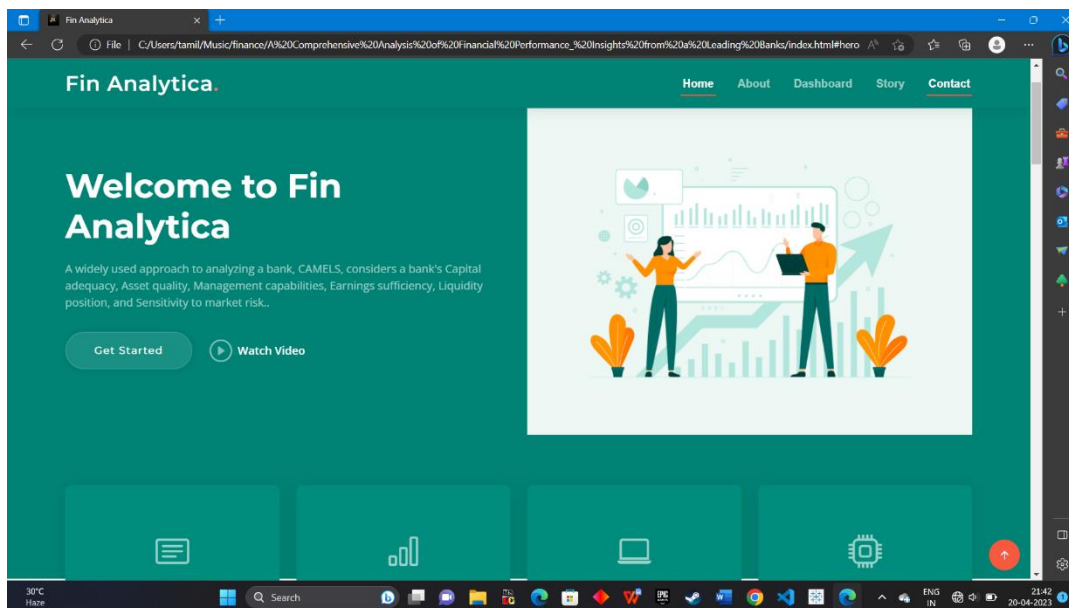 Fin Analytica
File
C:/Users/tamil/Music/finance/A%20Comprehensive%20Analysis%20of%20Financial%20Performance_%20Insights%20from%20a%20Leading%20Banks/index.html#hero
Fin Analytica.
Home About Dashboard Story Contact
Welcome to Fin
Analytica
A widely used approach to analyzing a bank, CAMELS, considers a bank's Capital
adequacy, Asset quality, Management capabilities, Earnings sufficiency, Liquidity
position, and Sensitivity to market risk..
Get Started Watch Video
30°C
Haze
Search
ENG
IN
21:42
20-04-2023